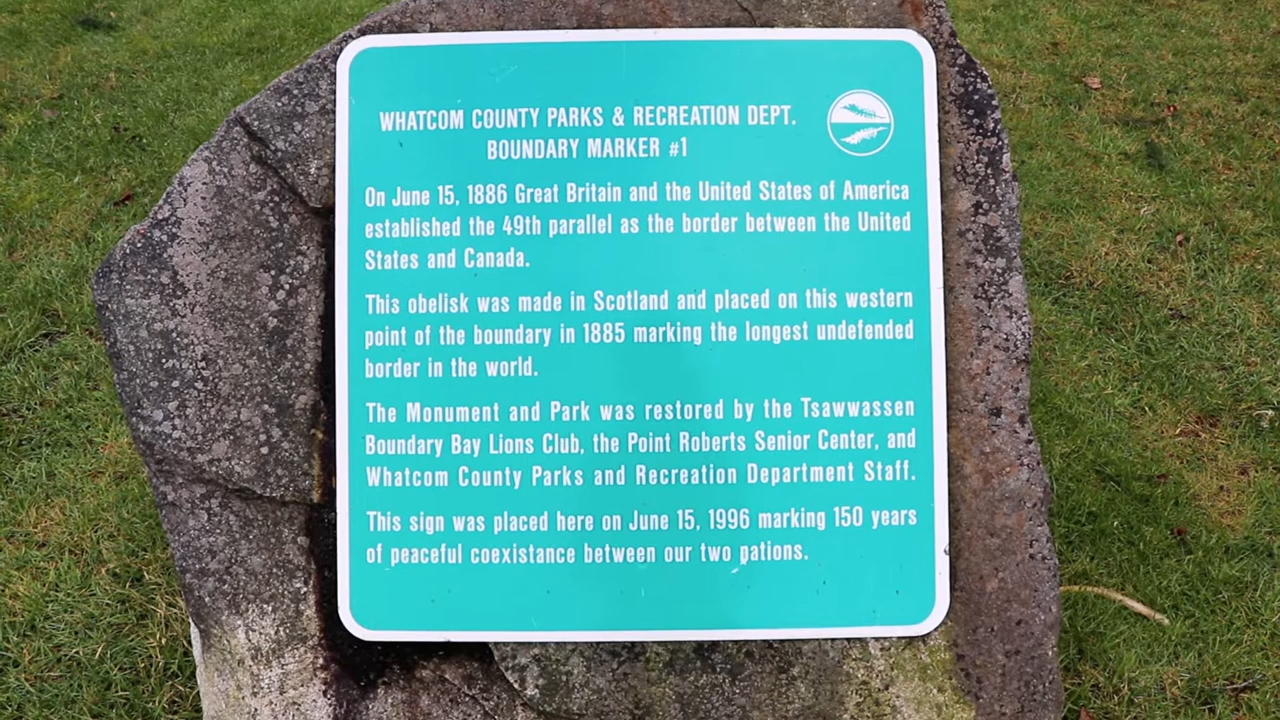 WHATCOM COUNTY PARKS & RECREATION DEPT.
BOUNDARY MARKER #1
On June 15, 1886 Great Britain and the United States of America
established the 49th parallel as the border between the United
States and Canada.
This obelisk was made in Scotland and placed on this western
point of the boundary in 1885 marking the longest undefended
border in the world.
The Monument and Park was restored by the Tsawwassen
Boundary Bay Lions Club, the Point Roberts Senior Center, and
Whatcom County Parks and Recreation Department Staff.
This sign was placed here on June 15, 1996 marking 150 years
of peaceful coexistance between our two nations.